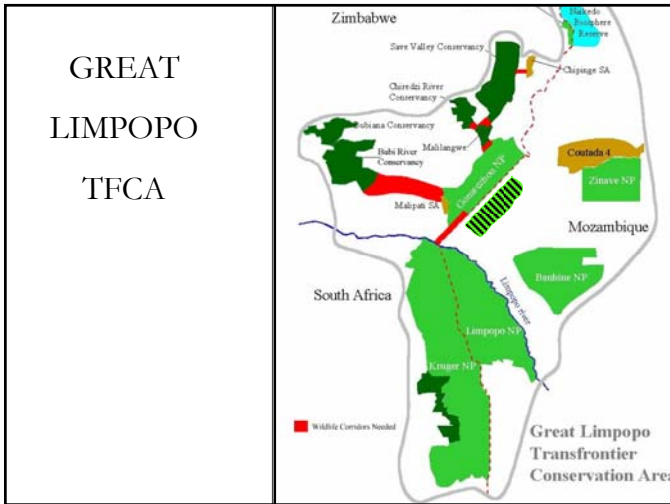 GREAT
LIMPOPO
TFCA
Zimbabwe
Biosphere
Reserve
Save Valley Conservancy
Chipinge SA
Chiredzi River
Conservancy
Bubiana Conservancy
Malilangwe
Bubi River
Conservancy
Coutada 4
Gonarezhou NP
Zinave NP
Malipati SA
Mozambique
South Africa
Banhine NP
Limpopo river
Limpopo NP
Kruger NP
Wildlife Corridors Needed
Great Limpopo
Transfrontier
Conservation Area